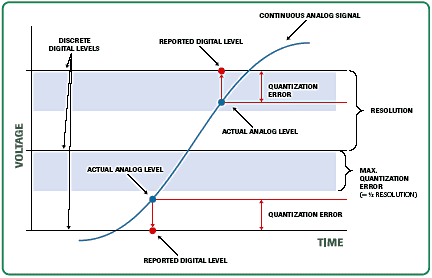 CONTINUOUS ANALOG SIGNAL
DISCRETE
DIGITAL LEVELS
REPORTED DIGITAL LEVEL
QUANTIZATION
ERROR
RESOLUTION
ACTUAL ANALOG LEVEL
VOLTAGE
ACTUAL ANALOG LEVEL
MAX.
QUANTIZATION
ERROR
(= ½ RESOLUTION)
QUANTIZATION ERROR
TIME
REPORTED DIGITAL LEVEL